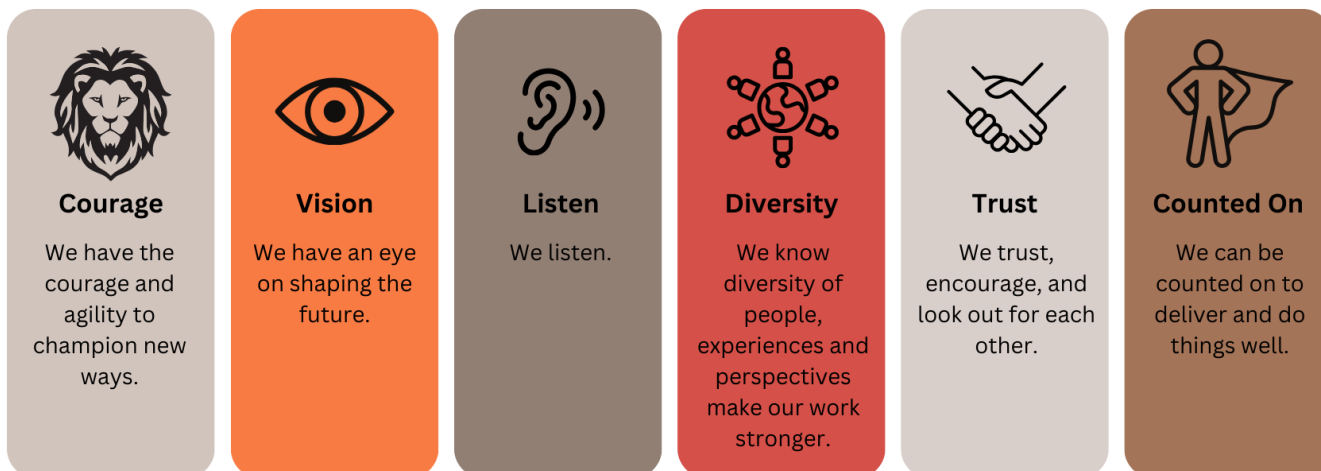 Courage
We have the
courage and
agility to
champion new
ways.
Vision
We have an eye
on shaping the
future.
Listen
We listen.
Diversity
We know
diversity of
people,
experiences and
perspectives
make our work
stronger.
Trust
We trust,
encourage, and
look out for each
other.
Counted On
We can be
counted on to
deliver and do
things well.